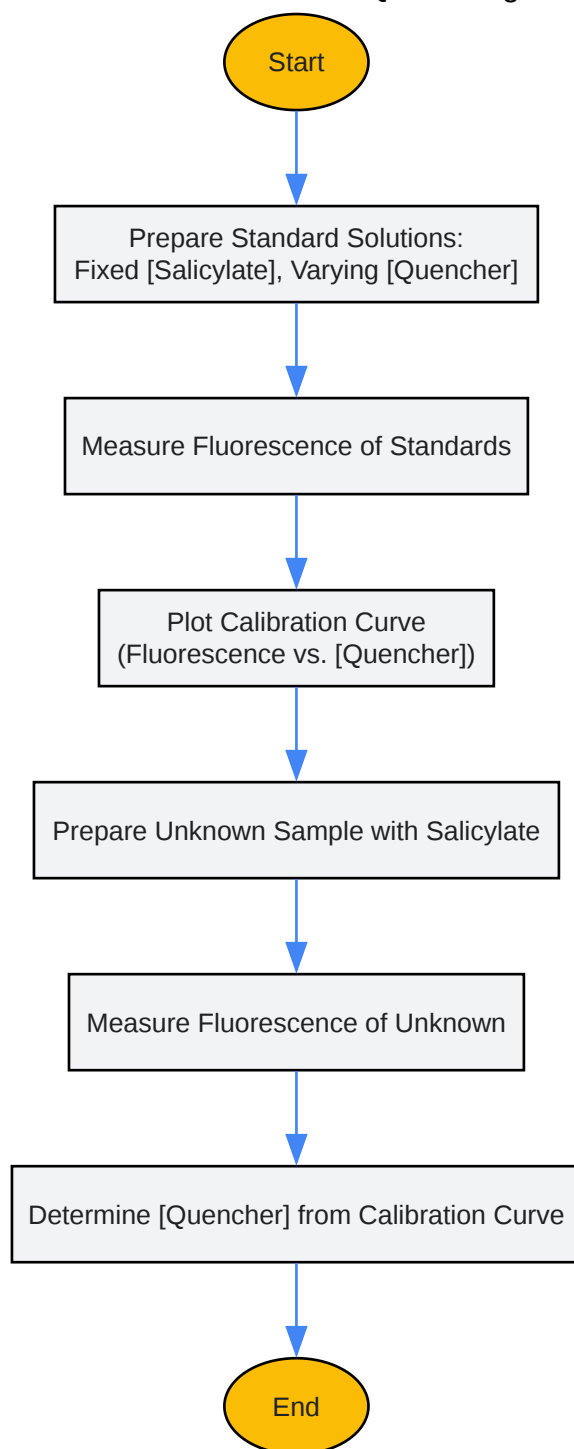 Start
Prepare Standard Solutions:
Fixed [Salicylate], Varying [Quencher]
Measure Fluorescence of Standards
Plot Calibration Curve
(Fluorescence vs. [Quencher])
Prepare Unknown Sample with Salicylate
Measure Fluorescence of Unknown
Determine [Quencher] from Calibration Curve
End